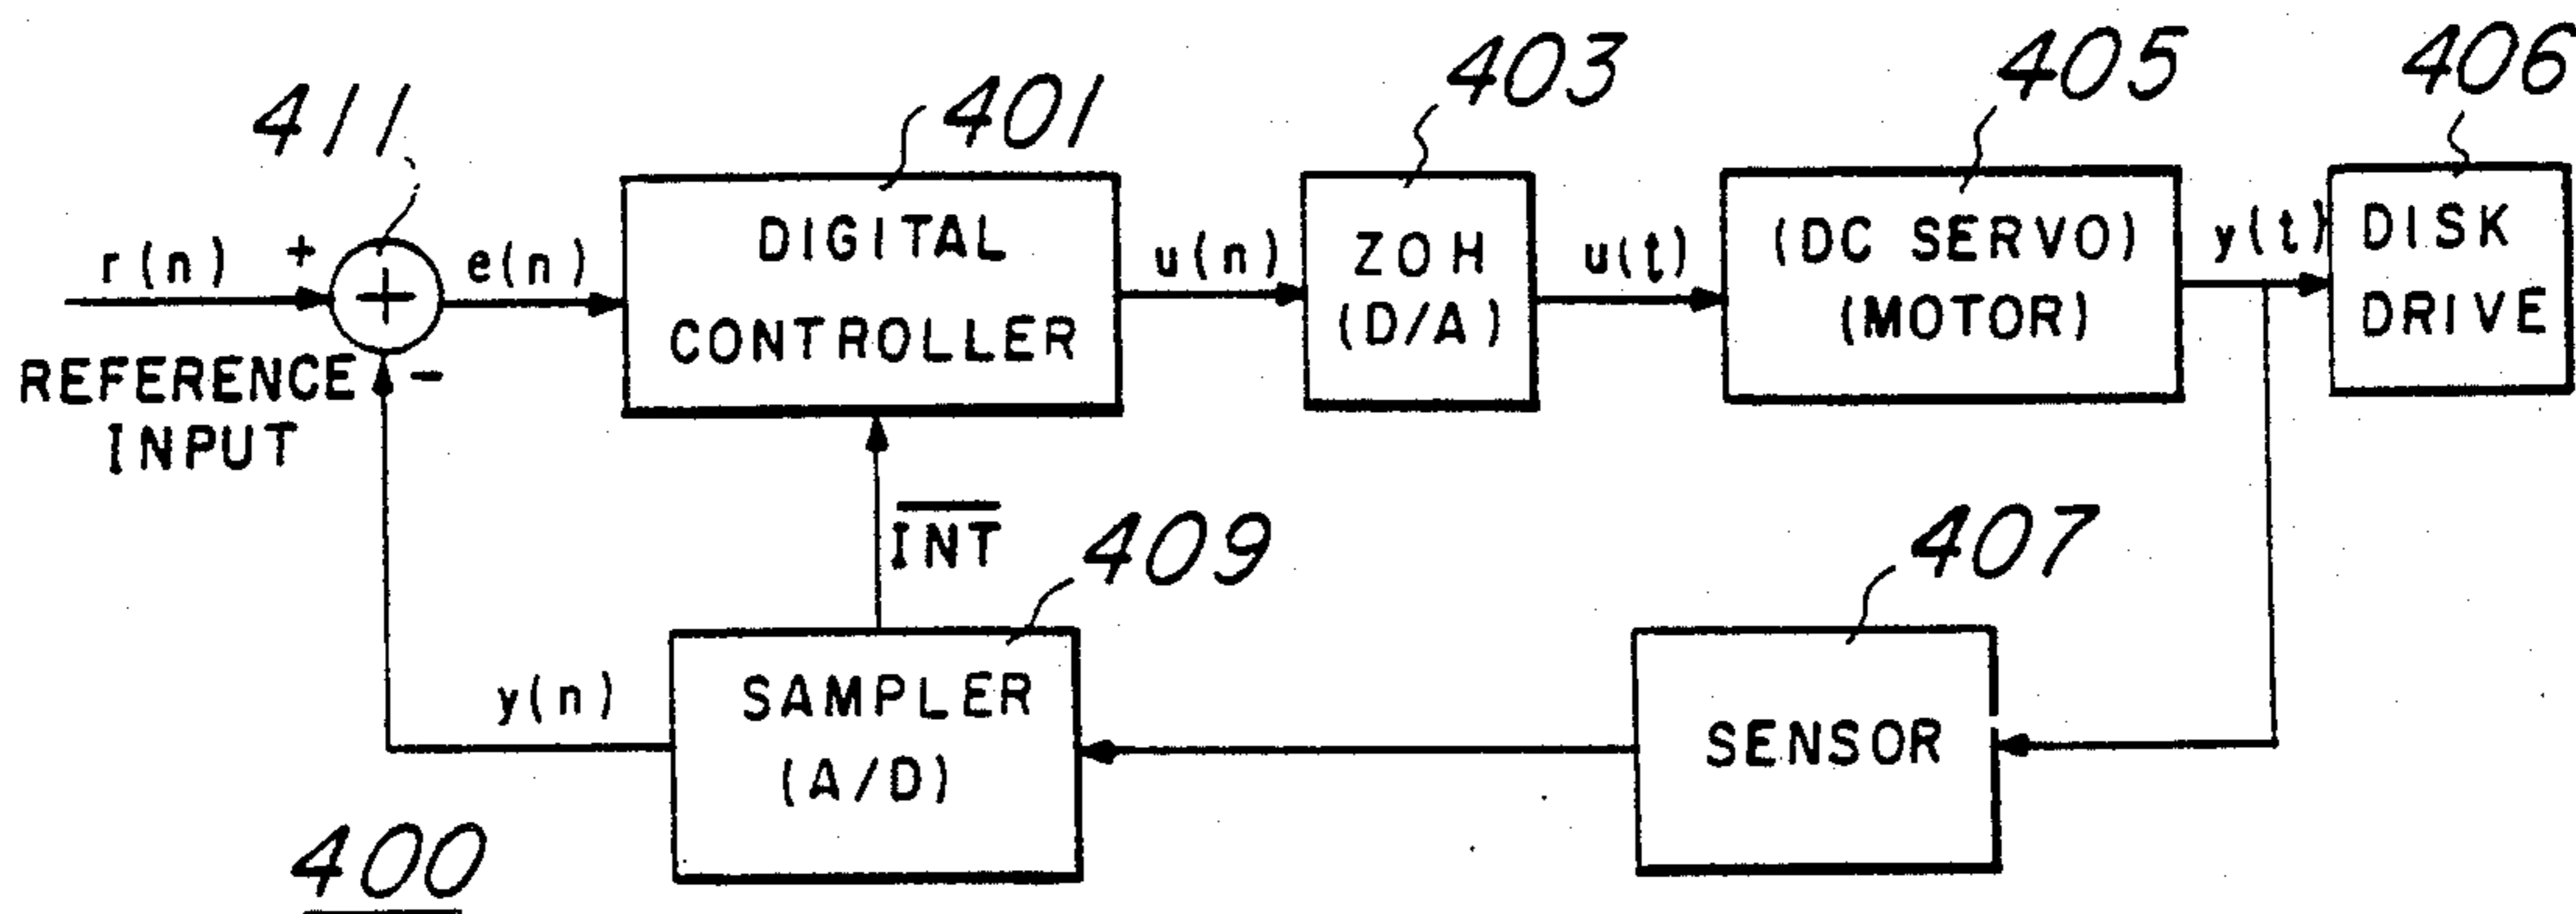 411
401
403
405
406
r(n)
+
+
e(n)
DIGITAL
CONTROLLER
u(n)
ZOH
(D/A)
u(t)
(DC SERVO)
(MOTOR)
y(t)
DISK
DRIVE
REFERENCE
INPUT
-
INT
409
407
y(n)
SAMPLER
(A/D)
SENSOR
400